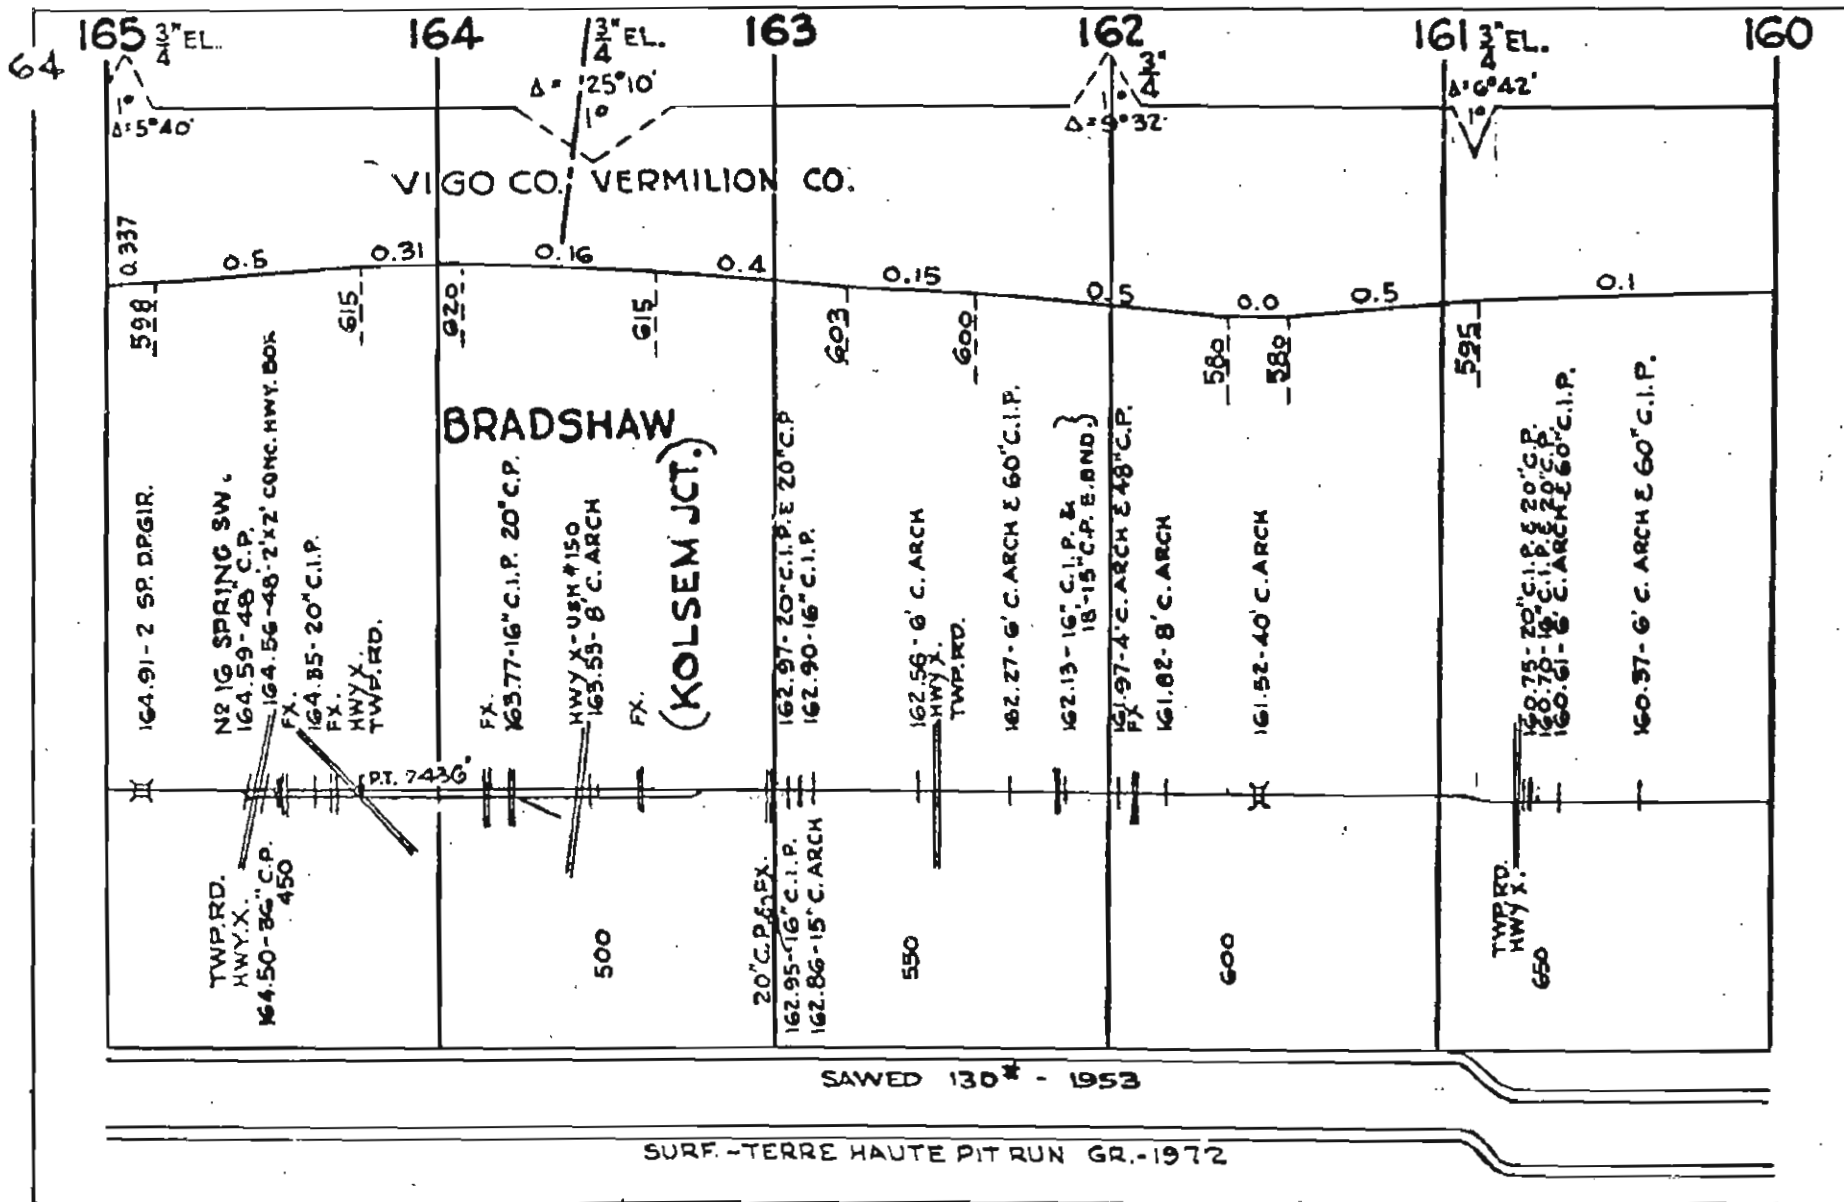 165 3/4" EL.
164
3/4" EL.
163
162
3/4"
161 3/4" EL.
160
64
1°
Δ=5°40'
Δ= 25°10'
1°
1°
Δ=9°32'
Δ=6°42'
1°
VIGO CO. VERMILION CO.
0.337
0.5
0.31
0.16
0.4
0.15
0.5
0.0
0.5
0.1
598
615
620
615
603
600
580
580
595
BRADSHAW
(KOLSEM JCT.)
164.91-2 SP. D.P.GIR.
Nº 16 SPRING SW.
164.59-48" C.P.
164.56-48-2'X2' CONC. HWY. BOX
FX.
164.35-20" C.I.P.
FX.
HWY X.
TWP. RD.
FX.
163.77-16" C.I.P. 20" C.P.
HWY X-USH #150
163.53-8' C. ARCH
FX.
162.97-20" C.I.P. & 20" C.P.
162.90-16" C.I.P.
162.56-6' C. ARCH
HWY X.
TWP. RD.
162.27-6' C. ARCH & 60" C.I.P.
162.13-16" C.I.P. &
18'-15" C.P. E. END.}
161.97-4' C. ARCH & 48" C.P.
FX
161.82-8' C. ARCH
161.52-40' C. ARCH
160.75-20" C.I.P. & 20" C.P.
160.70-16" C.I.P. & 20" C.P.
160.61-6' C. ARCH & 60" C.I.P.
160.37-6' C. ARCH & 60" C.I.P.
P.T. 7436'
TWP. RD.
HWY. X.
164.50-36" C.P.
450
500
20" C.P. & FX.
162.95-16" C.I.P.
162.86-15' C. ARCH
550
600
TWP. RD.
HWY X.
650
SAWED 130# - 1953
SURF. - TERRE HAUTE PIT RUN GR. - 1972